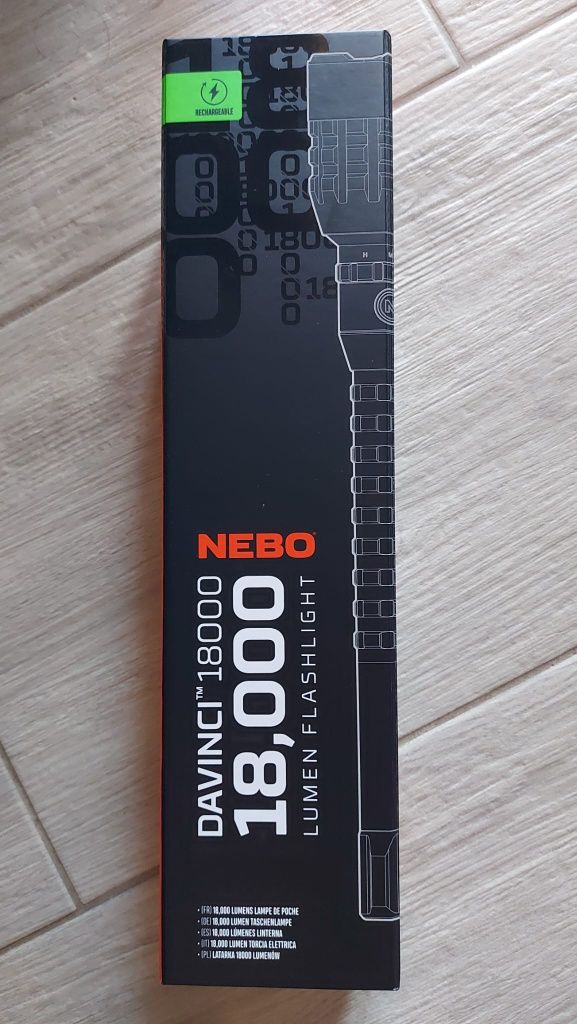 RECHARGEABLE
H
NEBO
DAVINCI™ 18000
18,000
LUMEN FLASHLIGHT
• (FR) 18,000 LUMENS LAMPE DE POCHE
• (DE) 18,000 LUMEN TASCHENLAMPE
• (ES) 18,000 LÚMENES LINTERNA
• (IT) 18,000 LUMEN TORCIA ELETTRICA
• (PL) LATARKA 18000 LUMENÓW